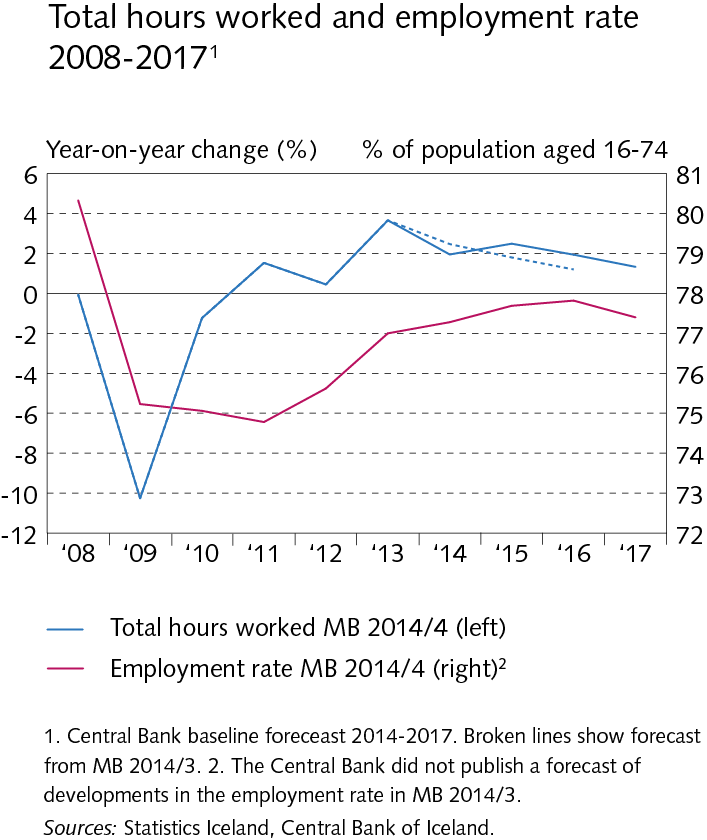 Total hours worked and employment rate
2008-2017¹
Year-on-year change (%) % of population aged 16-74
6 81
4 80
2 79
0 78
-2 77
-4 76
-6 75
-8 74
-10 73
-12 72
‘08 ‘09 ‘10 ‘11 ‘12 ‘13 ‘14 ‘15 ‘16 ‘17
Total hours worked MB 2014/4 (left)
Employment rate MB 2014/4 (right)²
1. Central Bank baseline foreceast 2014-2017. Broken lines show forecast
from MB 2014/3. 2. The Central Bank did not publish a forecast of
developments in the employment rate in MB 2014/3.
Sources: Statistics Iceland, Central Bank of Iceland.